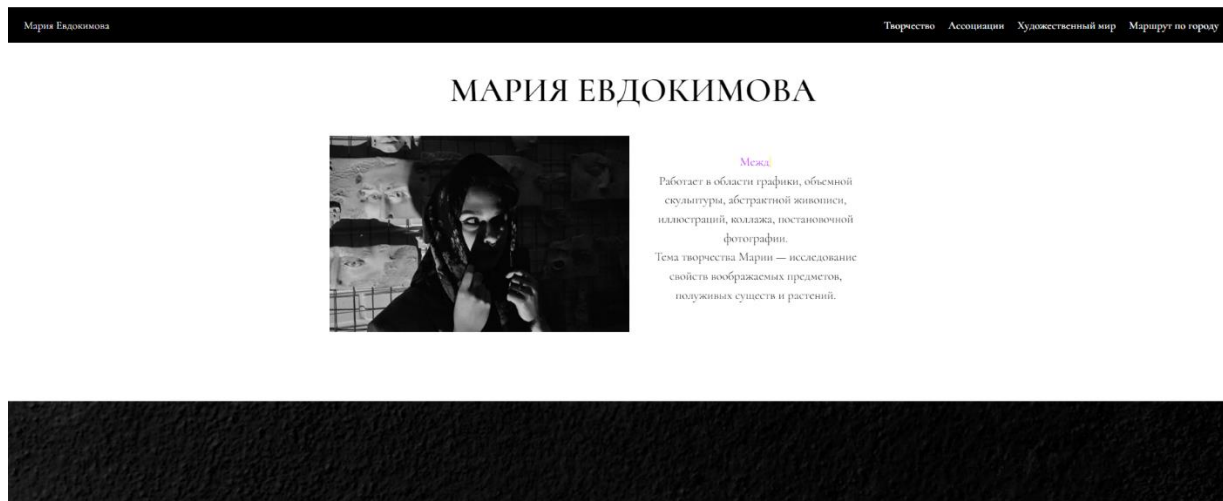 Мария Евдокимова
Творчество Ассоциации Художественный мир Маршрут по городу
МАРИЯ ЕВДОКИМОВА
Межд
Работает в области графики, объемной
скульптуры, абстрактной живописи,
иллюстраций, коллажа, постановочной
фотографии.
Тема творчества Марии — исследование
свойств воображаемых предметов,
полуживых существ и растений.